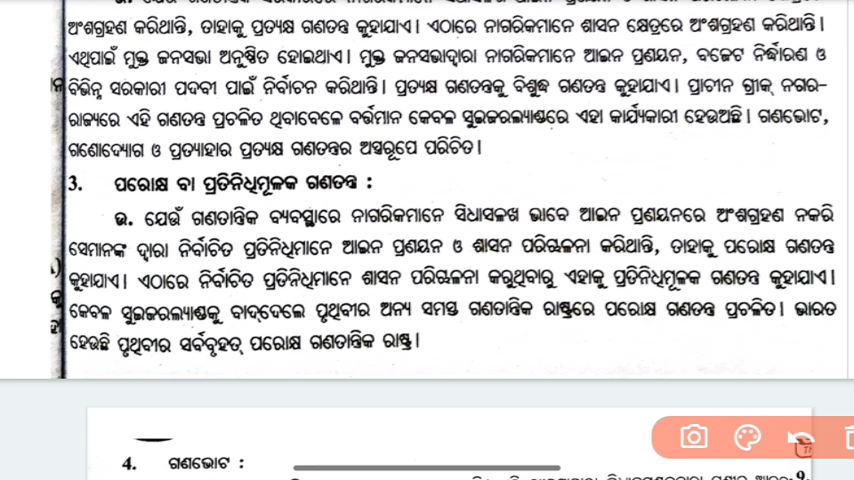 ଅଂଶଗ୍ରହଣ କରିଥାନ୍ତି, ତାହାକୁ ପ୍ରତ୍ୟକ୍ଷ ଗଣତନ୍ତ୍ର କୁହାଯାଏ। ଏଠାରେ ନାଗରିକମାନେ ଶାସନ କ୍ଷେତ୍ରରେ ଅଂଶଗ୍ରହଣ କରିଥାନ୍ତି।
ଏଥିପାଇଁ ମୁକ୍ତ ଜନସଭା ଅନୁଷ୍ଠିତ ହୋଇଥାଏ। ମୁକ୍ତ ଜନସଭାଦ୍ୱାରା ନାଗରିକମାନେ ଆଇନ ପ୍ରଣୟନ, ବଜେଟ ନିର୍ଦ୍ଧାରଣ ଓ
ବିଭିନ୍ନ ସରକାରୀ ପଦବୀ ପାଇଁ ନିର୍ବାଚନ କରିଥାନ୍ତି। ପ୍ରତ୍ୟକ୍ଷ ଗଣତନ୍ତ୍ରକୁ ବିଶୁଦ୍ଧ ଗଣତନ୍ତ୍ର କୁହାଯାଏ। ପ୍ରାଚୀନ ଗ୍ରୀକ୍ ନଗର-
ରାଜ୍ୟରେ ଏହି ଗଣତନ୍ତ୍ର ପ୍ରଚଳିତ ଥିବାବେଳେ ବର୍ତ୍ତମାନ କେବଳ ସୁଇଜରଲ୍ୟାଣ୍ଡରେ ଏହା କାର୍ଯ୍ୟକାରୀ ହେଉଅଛି। ଗଣଭୋଟ,
ଗଣୋଦ୍ୟୋଗ ଓ ପ୍ରତ୍ୟାହାର ପ୍ରତ୍ୟକ୍ଷ ଗଣତନ୍ତ୍ରର ଅସ୍ତ୍ରରୂପେ ପରିଚିତ।
3. ପରୋକ୍ଷ ବା ପ୍ରତିନିଧିମୂଳକ ଗଣତନ୍ତ୍ର :
ଉ. ଯେଉଁ ଗଣତାନ୍ତ୍ରିକ ବ୍ୟବସ୍ଥାରେ ନାଗରିକମାନେ ସିଧାସଳଖ ଭାବେ ଆଇନ ପ୍ରଣୟନରେ ଅଂଶଗ୍ରହଣ ନକରି
ସେମାନଙ୍କ ଦ୍ୱାରା ନିର୍ବାଚିତ ପ୍ରତିନିଧିମାନେ ଆଇନ ପ୍ରଣୟନ ଓ ଶାସନ ପରିଚାଳନା କରିଥାନ୍ତି, ତାହାକୁ ପରୋକ୍ଷ ଗଣତନ୍ତ୍ର
କୁହାଯାଏ। ଏଠାରେ ନିର୍ବାଚିତ ପ୍ରତିନିଧିମାନେ ଶାସନ ପରିଚାଳନା କରୁଥିବାରୁ ଏହାକୁ ପ୍ରତିନିଧିମୂଳକ ଗଣତନ୍ତ୍ର କୁହାଯାଏ।
କେବଳ ସୁଇଜରଲ୍ୟାଣ୍ଡକୁ ବାଦ୍‌ଦେଲେ ପୃଥିବୀର ଅନ୍ୟ ସମସ୍ତ ଗଣତାନ୍ତ୍ରିକ ରାଷ୍ଟ୍ରରେ ପରୋକ୍ଷ ଗଣତନ୍ତ୍ର ପ୍ରଚଳିତ। ଭାରତ
ହେଉଛି ପୃଥିବୀର ସର୍ବବୃହତ୍ ପରୋକ୍ଷ ଗଣତାନ୍ତ୍ରିକ ରାଷ୍ଟ୍ର।
4. ଗଣଭୋଟ :